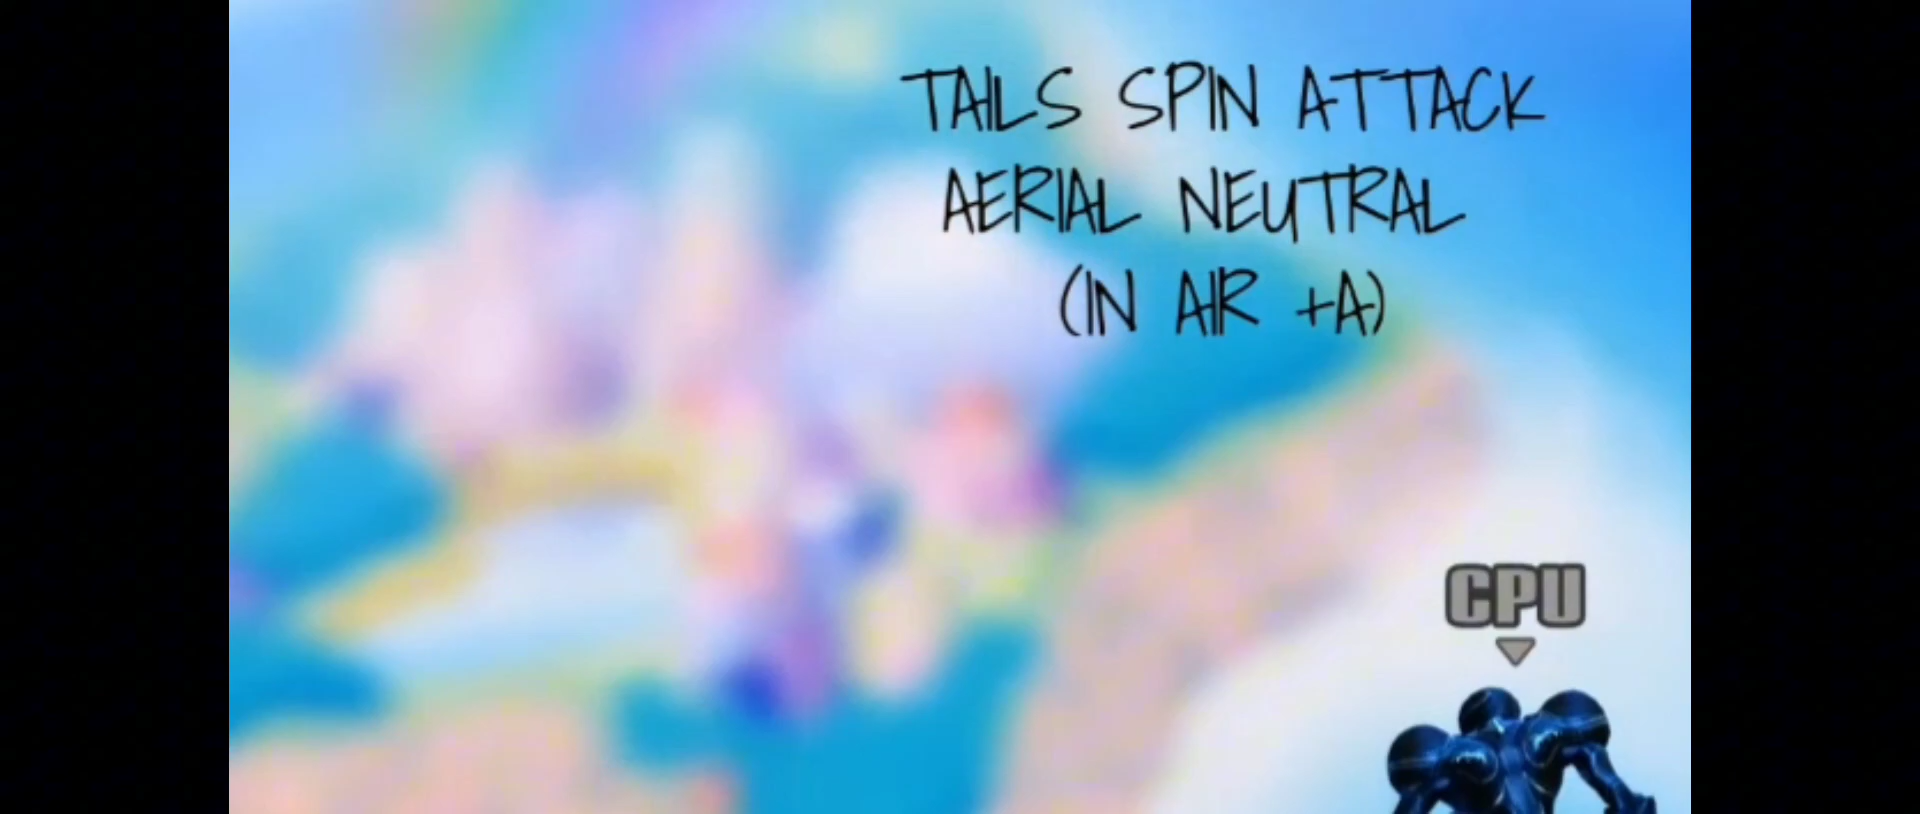 TAILS SPIN ATTACK
AERIAL NEUTRAL
(IN AIR +A)
CPU